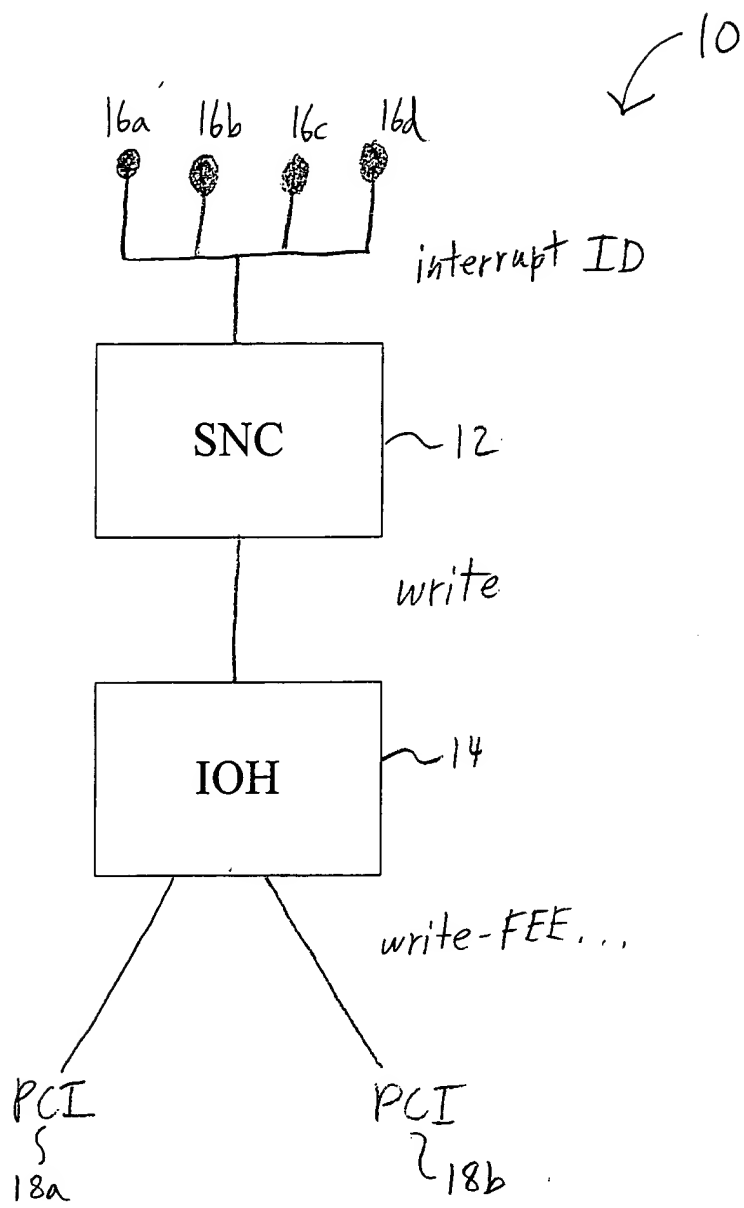 10
16a 16b 16c 16d
interrupt ID
SNC
12
write
IOH
14
write-FEE...
PCI PCI
18a 18b